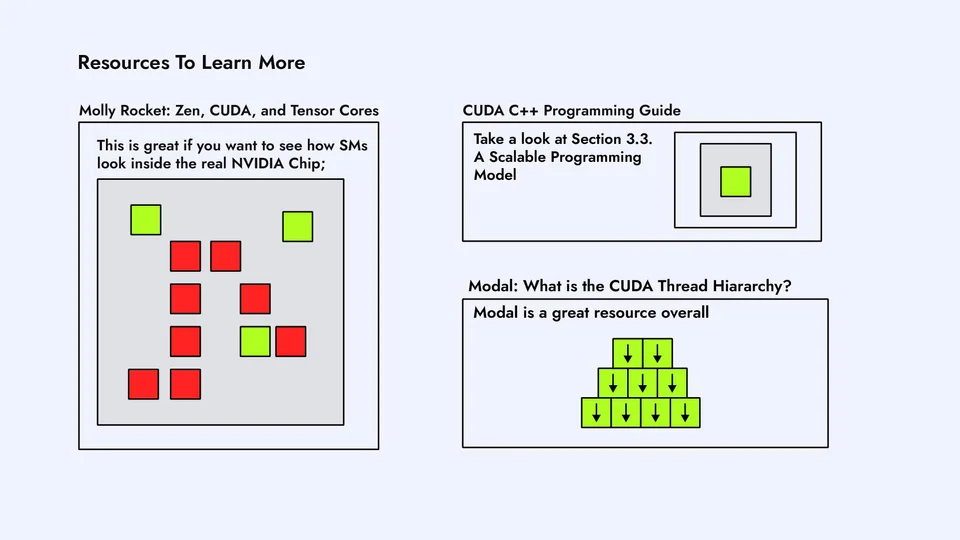 Resources To Learn More
Molly Rocket: Zen, CUDA, and Tensor Cores
This is great if you want to see how SMs
look inside the real NVIDIA Chip;
CUDA C++ Programming Guide
Take a look at Section 3.3.
A Scalable Programming
Model
Modal: What is the CUDA Thread Hiararchy?
Modal is a great resource overall